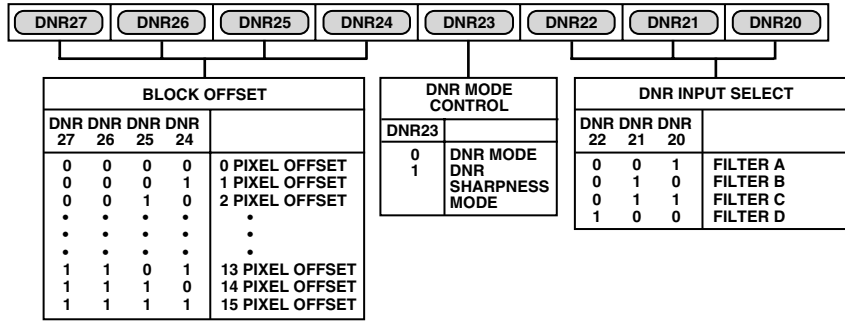 DNR27 DNR26 DNR25 DNR24 DNR23 DNR22 DNR21 DNR20
BLOCK OFFSET
DNR DNR DNR DNR
27 26 25 24
0 0 0 0 0 PIXEL OFFSET
0 0 0 1 1 PIXEL OFFSET
0 0 1 0 2 PIXEL OFFSET
• • • • •
• • • • •
• • • • •
1 1 0 1 13 PIXEL OFFSET
1 1 1 0 14 PIXEL OFFSET
1 1 1 1 15 PIXEL OFFSET
DNR MODE
CONTROL
DNR23
0 DNR MODE
1 DNR
SHARPNESS
MODE
DNR INPUT SELECT
DNR DNR DNR
22 21 20
0 0 1 FILTER A
0 1 0 FILTER B
0 1 1 FILTER C
1 0 0 FILTER D